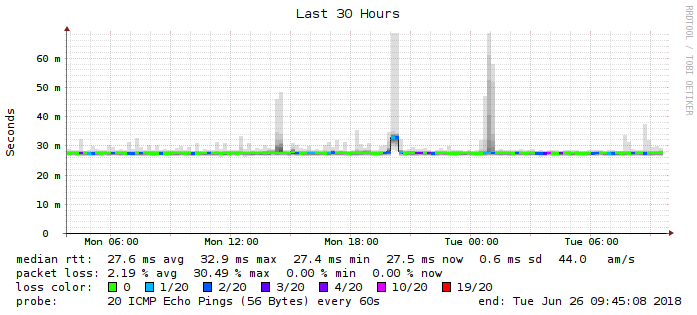 Last 30 Hours
RRDTOOL / TOBI OETIKER
Seconds
60 m
50 m
40 m
30 m
20 m
10 m
0
Mon 06:00 Mon 12:00 Mon 18:00 Tue 00:00 Tue 06:00
median rtt: 27.6 ms avg 32.9 ms max 27.4 ms min 27.5 ms now 0.6 ms sd 44.0 am/s
packet loss: 2.19 % avg 30.49 % max 0.00 % min 0.00 % now
loss color: 0 1/20 2/20 3/20 4/20 10/20 19/20
probe: 20 ICMP Echo Pings (56 Bytes) every 60s end: Tue Jun 26 09:45:08 2018